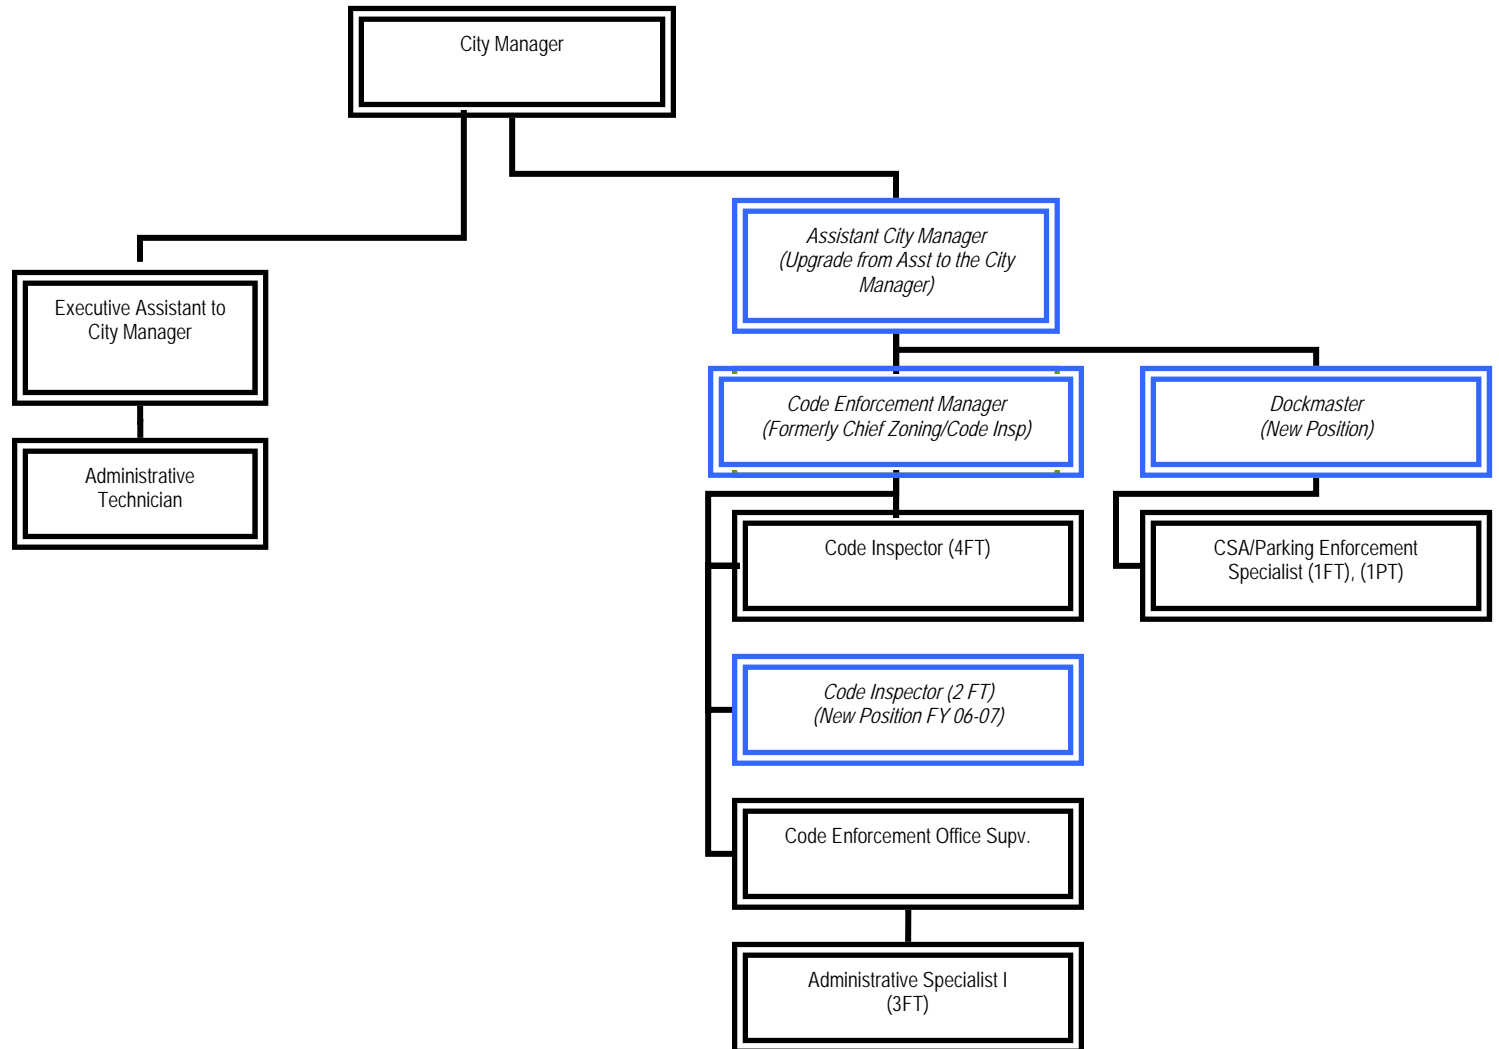 City Manager
Assistant City Manager
(Upgrade from Asst to the City
Manager)
Executive Assistant to
City Manager
Code Enforcement Manager
(Formerly Chief Zoning/Code Insp)
Dockmaster
(New Position)
Administrative
Technician
Code Inspector (4FT)
CSA/Parking Enforcement
Specialist (1FT), (1PT)
Code Inspector (2 FT)
(New Position FY 06-07)
Code Enforcement Office Supv.
Administrative Specialist I
(3FT)